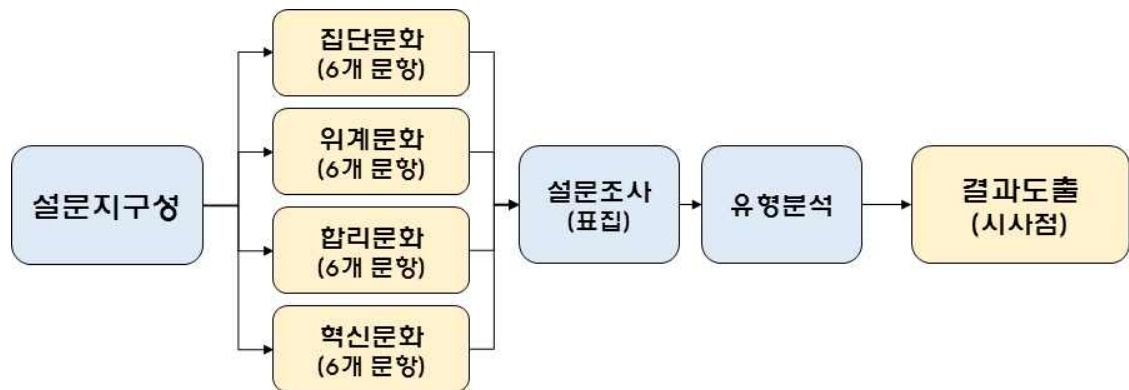 설문지구성
집단문화
(6개 문항)
위계문화
(6개 문항)
합리문화
(6개 문항)
혁신문화
(6개 문항)
설문조사
(표집)
유형분석
결과도출
(시사점)